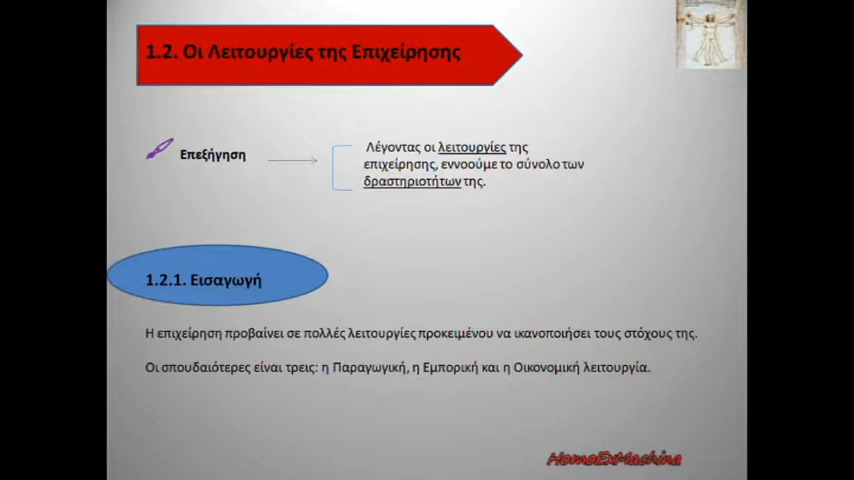 1.2. Οι Λειτουργίες της Επιχείρησης
Επεξήγηση
Λέγοντας οι λειτουργίες της
επιχείρησης, εννοούμε το σύνολο των
δραστηριοτήτων της.
1.2.1. Εισαγωγή
Η επιχείρηση προβαίνει σε πολλές λειτουργίες προκειμένου να ικανοποιήσει τους στόχους της.
Οι σπουδαιότερες είναι τρεις: η Παραγωγική, η Εμπορική και η Οικονομική λειτουργία.
HomoExMachina